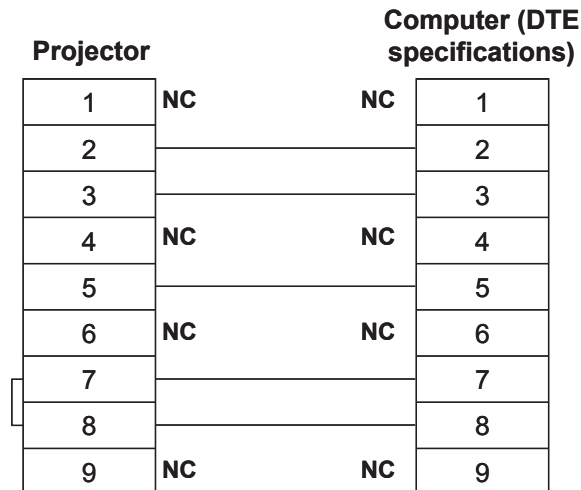 Computer (DTE
Projector specifications)
1 NC NC 1
2 2
3 3
4 NC NC 4
5 5
6 NC NC 6
7 7
8 8
9 NC NC 9